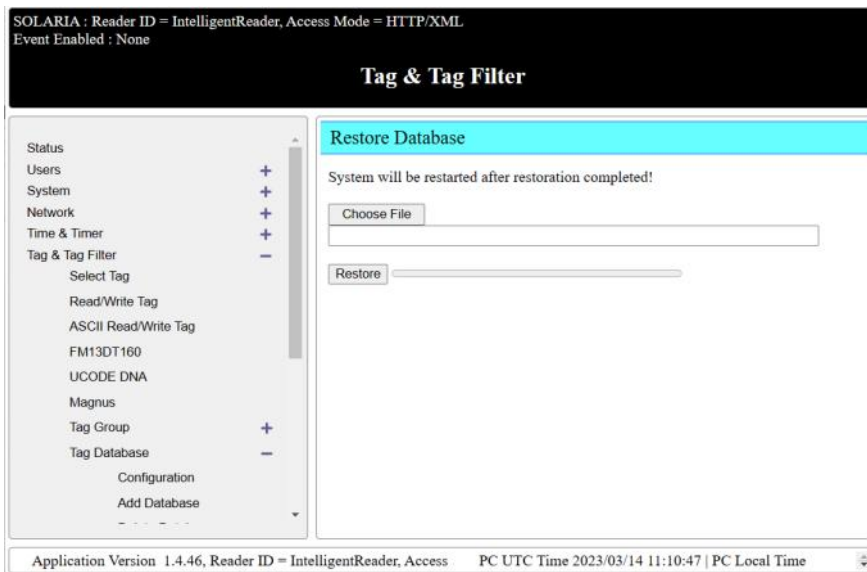 SOLARIA : Reader ID = IntelligentReader, Access Mode = HTTP/XML
Event Enabled : None
Tag & Tag Filter
Status
Users
System
Network
Time & Timer
Tag & Tag Filter
Select Tag
Read/Write Tag
ASCII Read/Write Tag
FM13DT160
UCODE DNA
Magnus
Tag Group
Tag Database
Configuration
Add Database
Restore Database
System will be restarted after restoration completed!
Choose File
Restore
Application Version 1.4.46, Reader ID = IntelligentReader, Access
PC UTC Time 2023/03/14 11:10:47 | PC Local Time